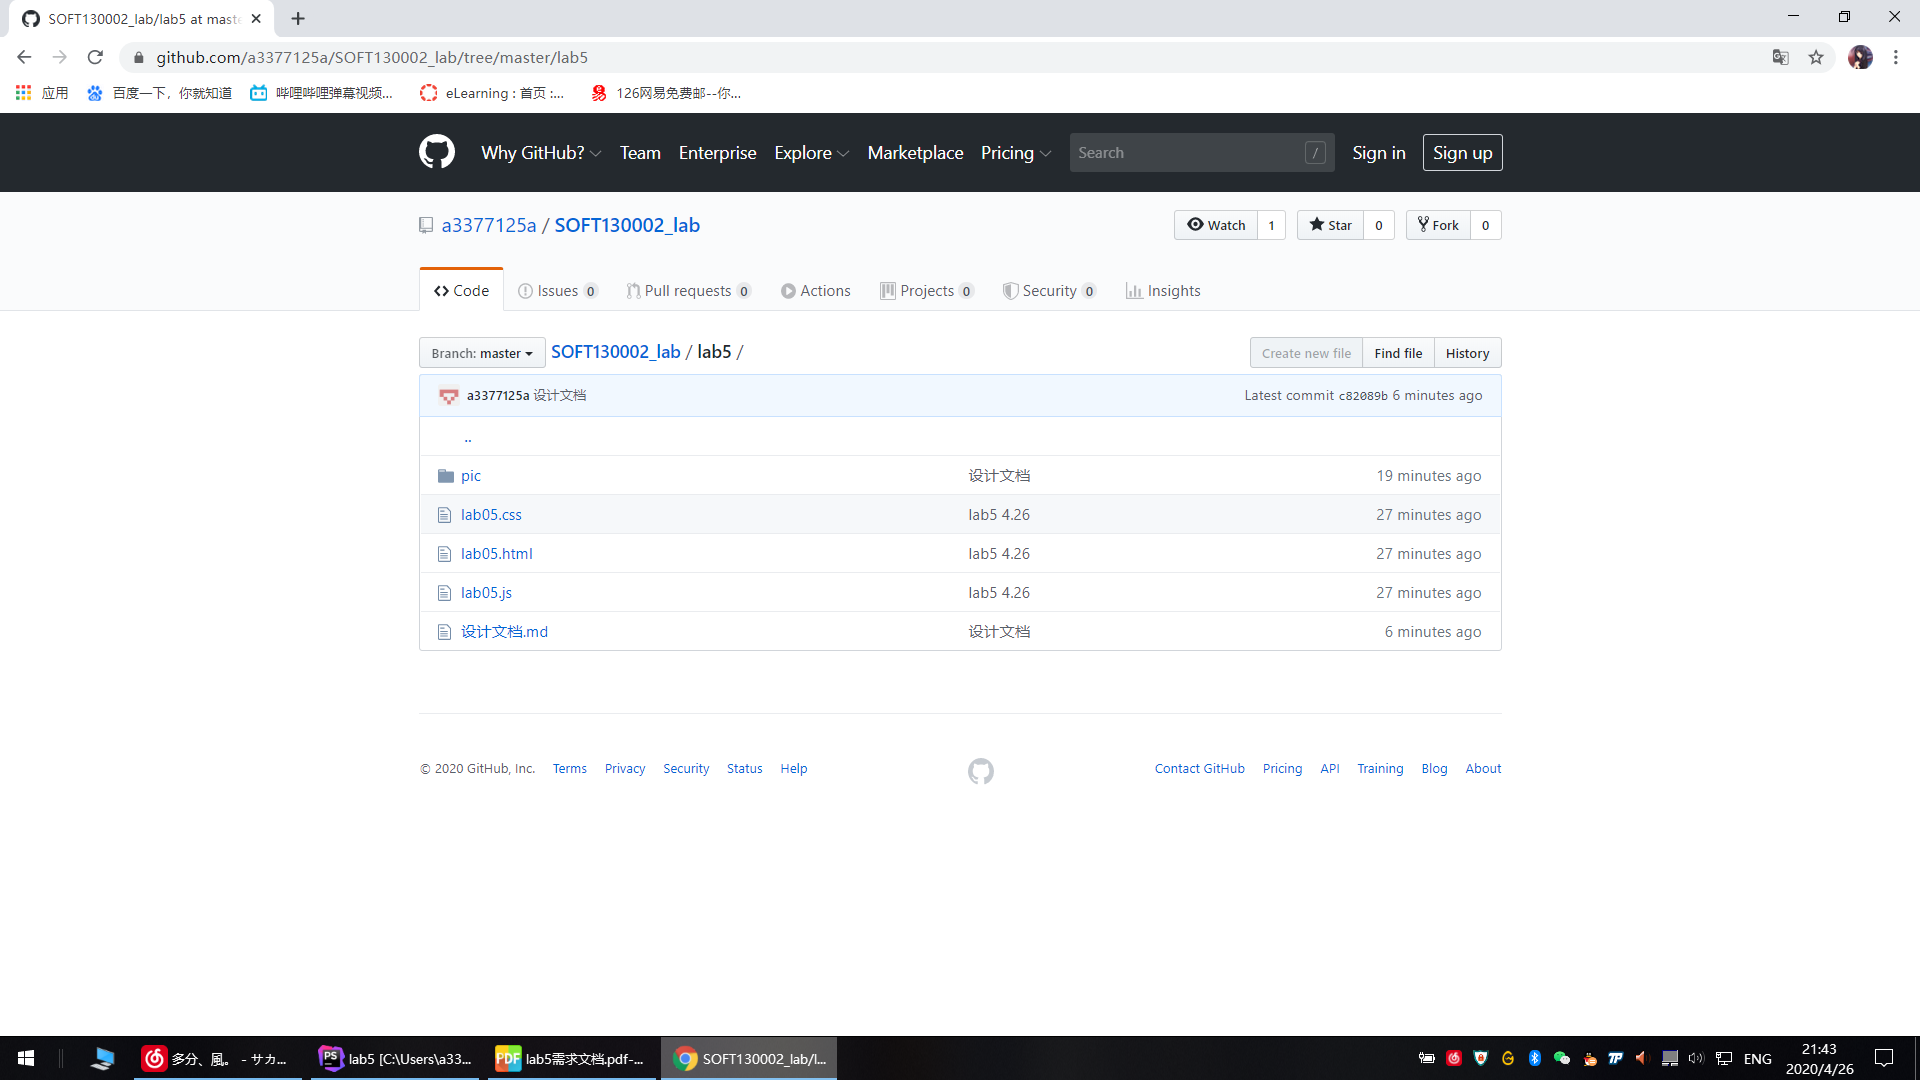 SOFT130002_lab/lab5 at mast
github.com/a3377125a/SOFT130002_lab/tree/master/lab5
应用 百度一下，你就知道 哔哩哔哩弹幕视频... eLearning : 首页 :... 126网易免费邮--你...
Why GitHub? Team Enterprise Explore Marketplace Pricing Search / Sign in Sign up
a3377125a / SOFT130002_lab Watch 1 Star 0 Fork 0
Code Issues 0 Pull requests 0 Actions Projects 0 Security 0 Insights
Branch: master SOFT130002_lab / lab5 / Create new file Find file History
a3377125a 设计文档 Latest commit c82089b 6 minutes ago
..
pic 设计文档 19 minutes ago
lab05.css lab5 4.26 27 minutes ago
lab05.html lab5 4.26 27 minutes ago
lab05.js lab5 4.26 27 minutes ago
设计文档.md 设计文档 6 minutes ago
© 2020 GitHub, Inc. Terms Privacy Security Status Help Contact GitHub Pricing API Training Blog About
多分、風。 - サカ... PS lab5 [C:\Users\a33... PDF lab5需求文档.pdf-... SOFT130002_lab/l... ENG 21:43
2020/4/26